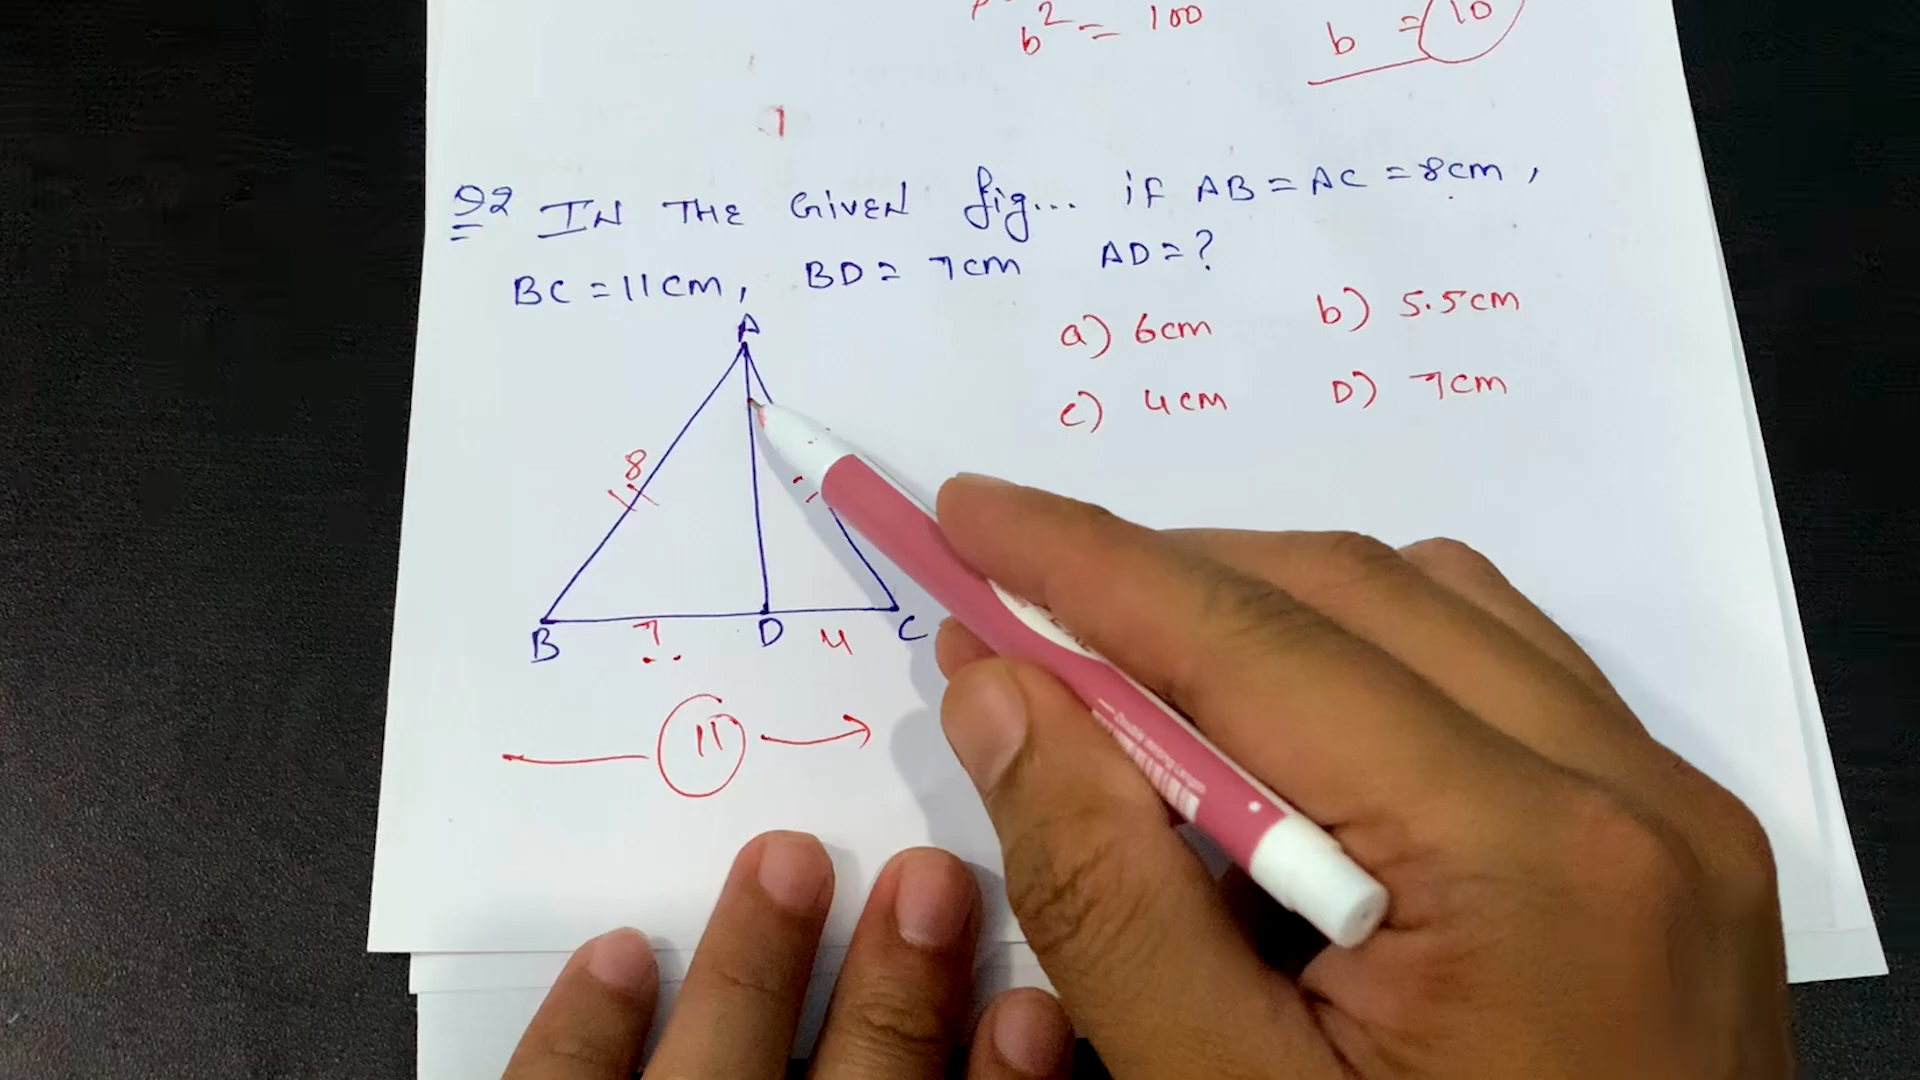 b² = 100
b = 10
Q2 IN THE GIVEN fig... if AB = AC = 8cm,
BC = 11cm, BD = 7cm AD = ?
a) 6cm b) 5.5cm
c) 4cm D) 7cm
A
8
B 7 D 4 C
11